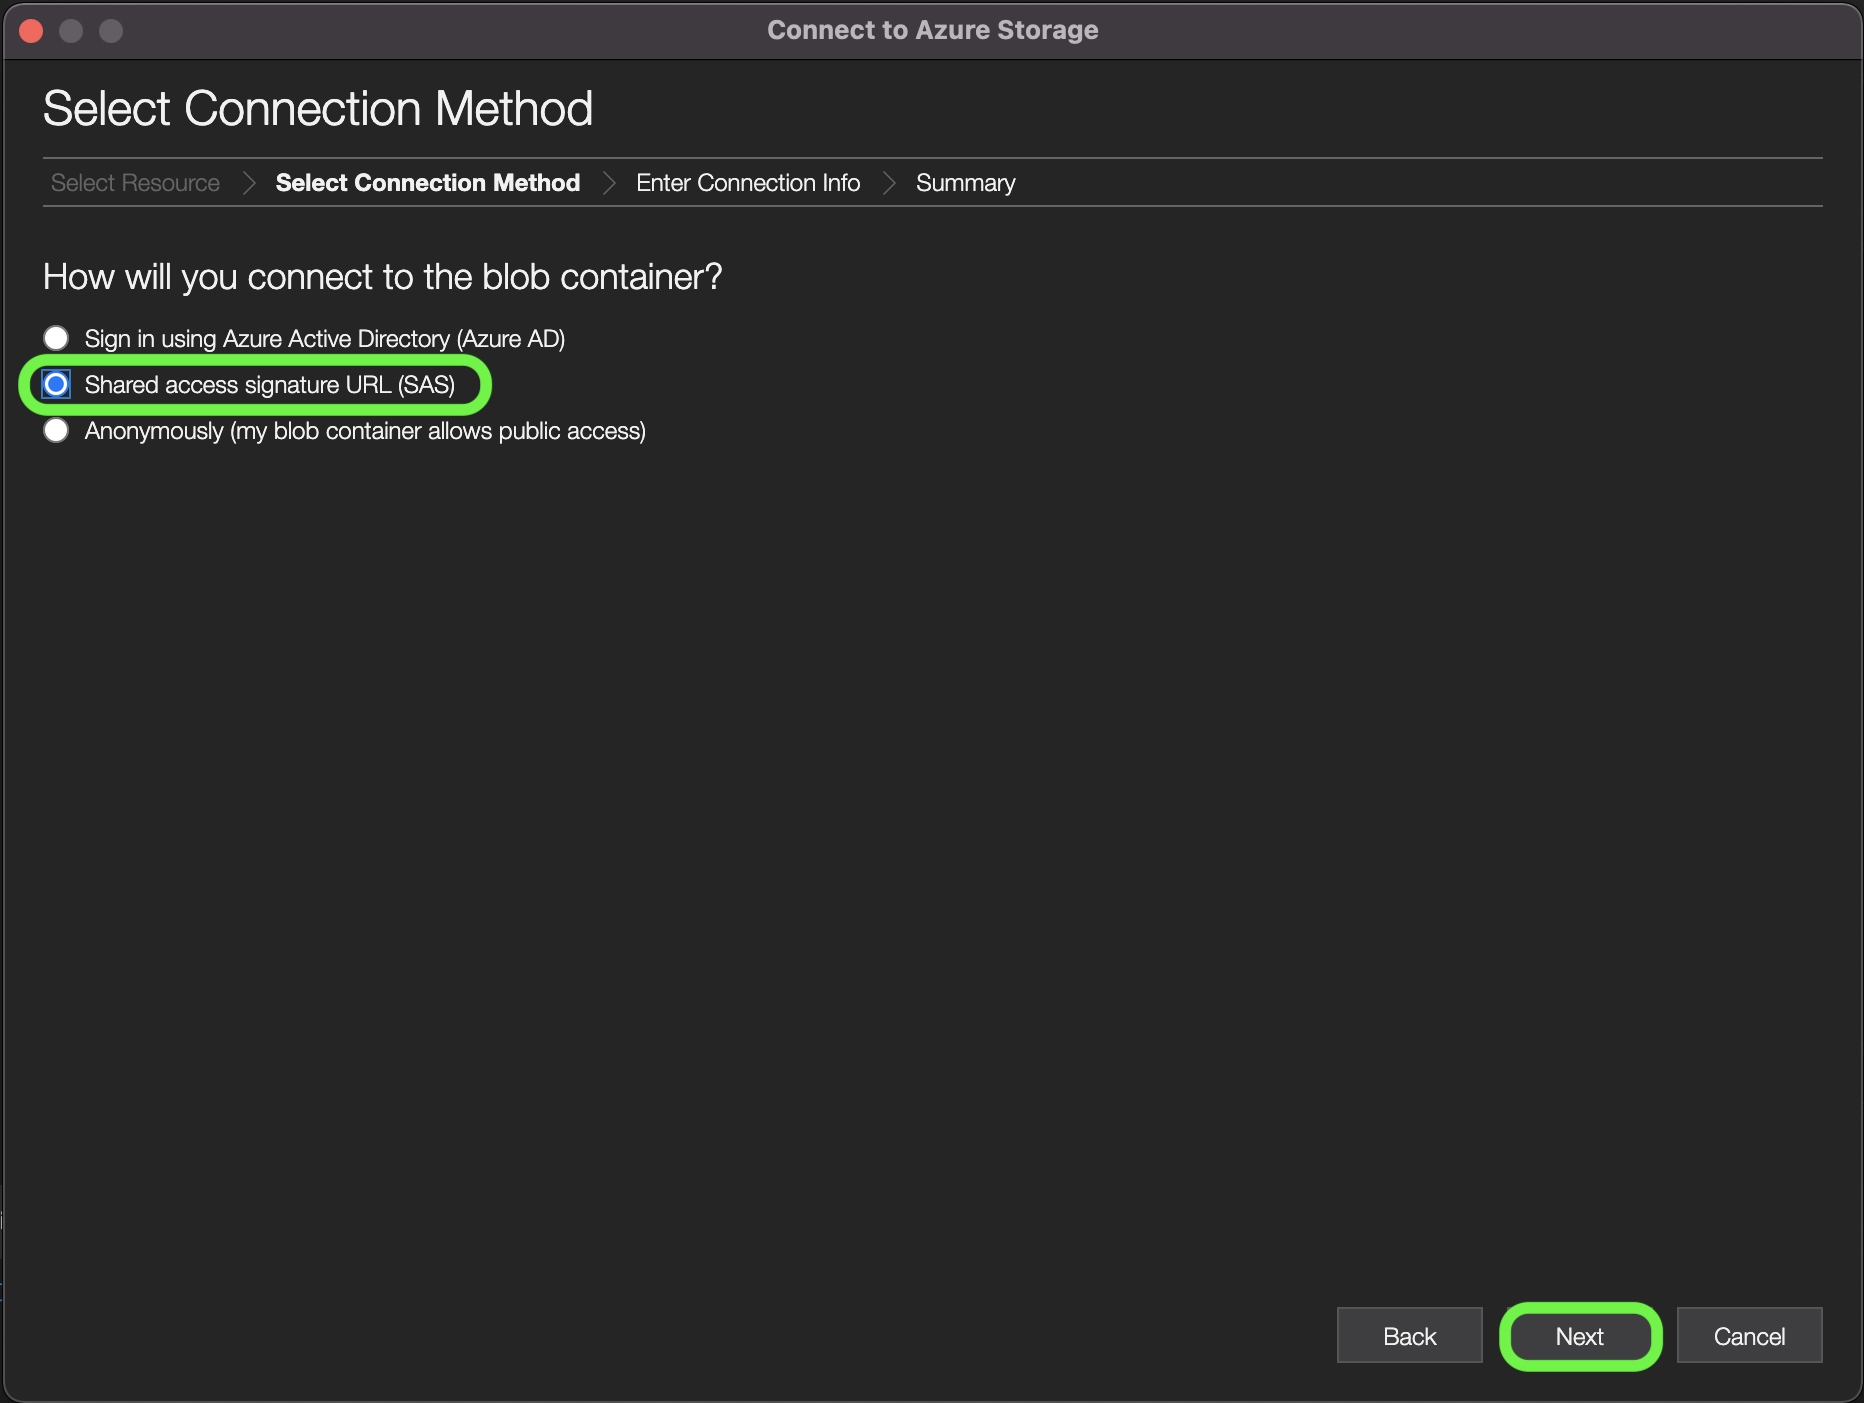 Connect to Azure Storage
Select Connection Method
Select Resource
Select Connection Method
Enter Connection Info
Summary
How will you connect to the blob container?
Sign in using Azure Active Directory (Azure AD)
Shared access signature URL (SAS)
Anonymously (my blob container allows public access)
Back
Next
Cancel